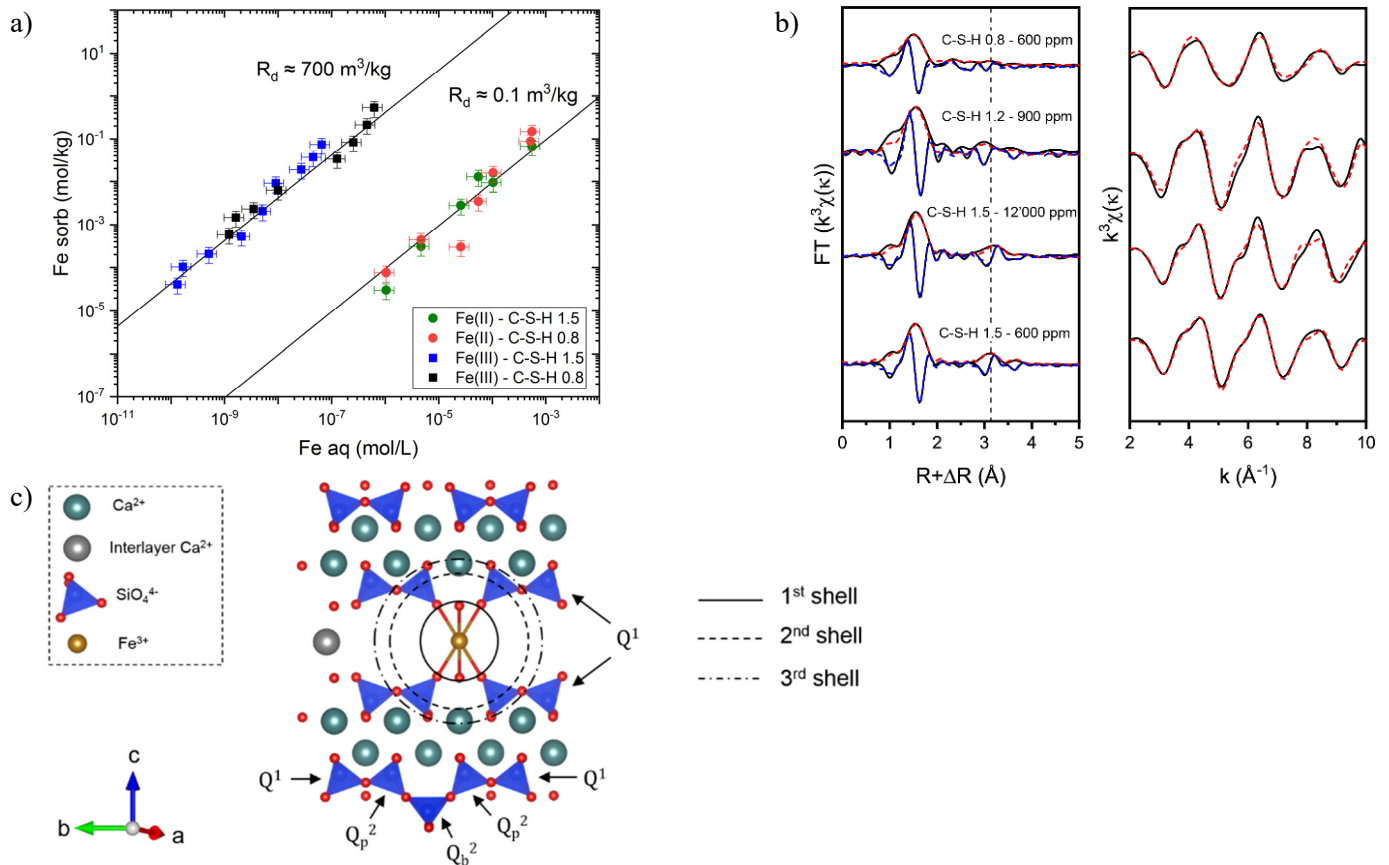 a)
10¹
10⁻¹
10⁻³
10⁻⁵
10⁻⁷
Fe sorb (mol/kg)
R_d ≈ 700 m³/kg
R_d ≈ 0.1 m³/kg
Fe(II) - C-S-H 1.5
Fe(II) - C-S-H 0.8
Fe(III) - C-S-H 1.5
Fe(III) - C-S-H 0.8
10⁻¹¹ 10⁻⁹ 10⁻⁷ 10⁻⁵ 10⁻³
Fe aq (mol/L)
b)
FT (k³χ(κ))
C-S-H 0.8 - 600 ppm
C-S-H 1.2 - 900 ppm
C-S-H 1.5 - 12'000 ppm
C-S-H 1.5 - 600 ppm
0 1 2 3 4 5
R+ΔR (Å)
k³χ(κ)
2 4 6 8 10
k (Å⁻¹)
c)
Ca²⁺
Interlayer Ca²⁺
SiO₄⁴⁻
Fe³⁺
c
b
a
Q¹
Q¹
Q¹
Q_p²
Q_b²
Q_p²
1ˢᵗ shell
2ⁿᵈ shell
3ʳᵈ shell